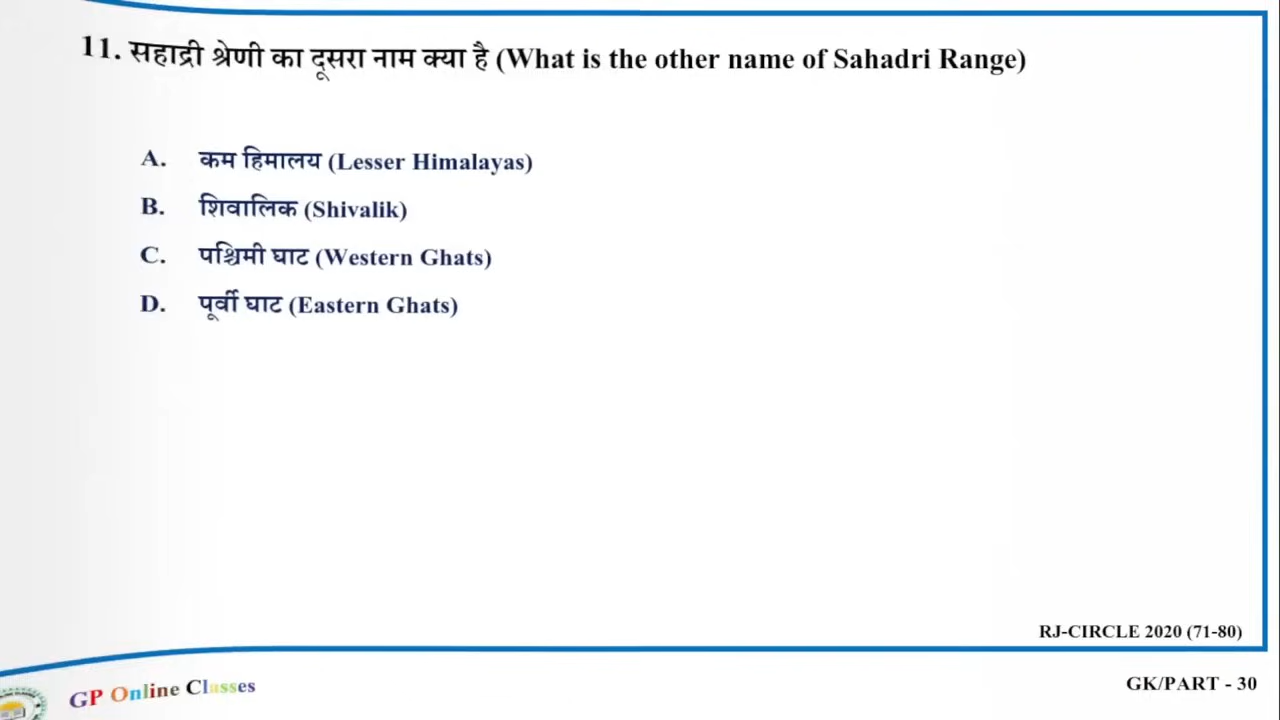 11. सहाद्री श्रेणी का दूसरा नाम क्या है (What is the other name of Sahadri Range)
A. कम हिमालय (Lesser Himalayas)
B. शिवालिक (Shivalik)
C. पश्चिमी घाट (Western Ghats)
D. पूर्वी घाट (Eastern Ghats)
RJ-CIRCLE 2020 (71-80)
GP Online Classes
GK/PART - 30